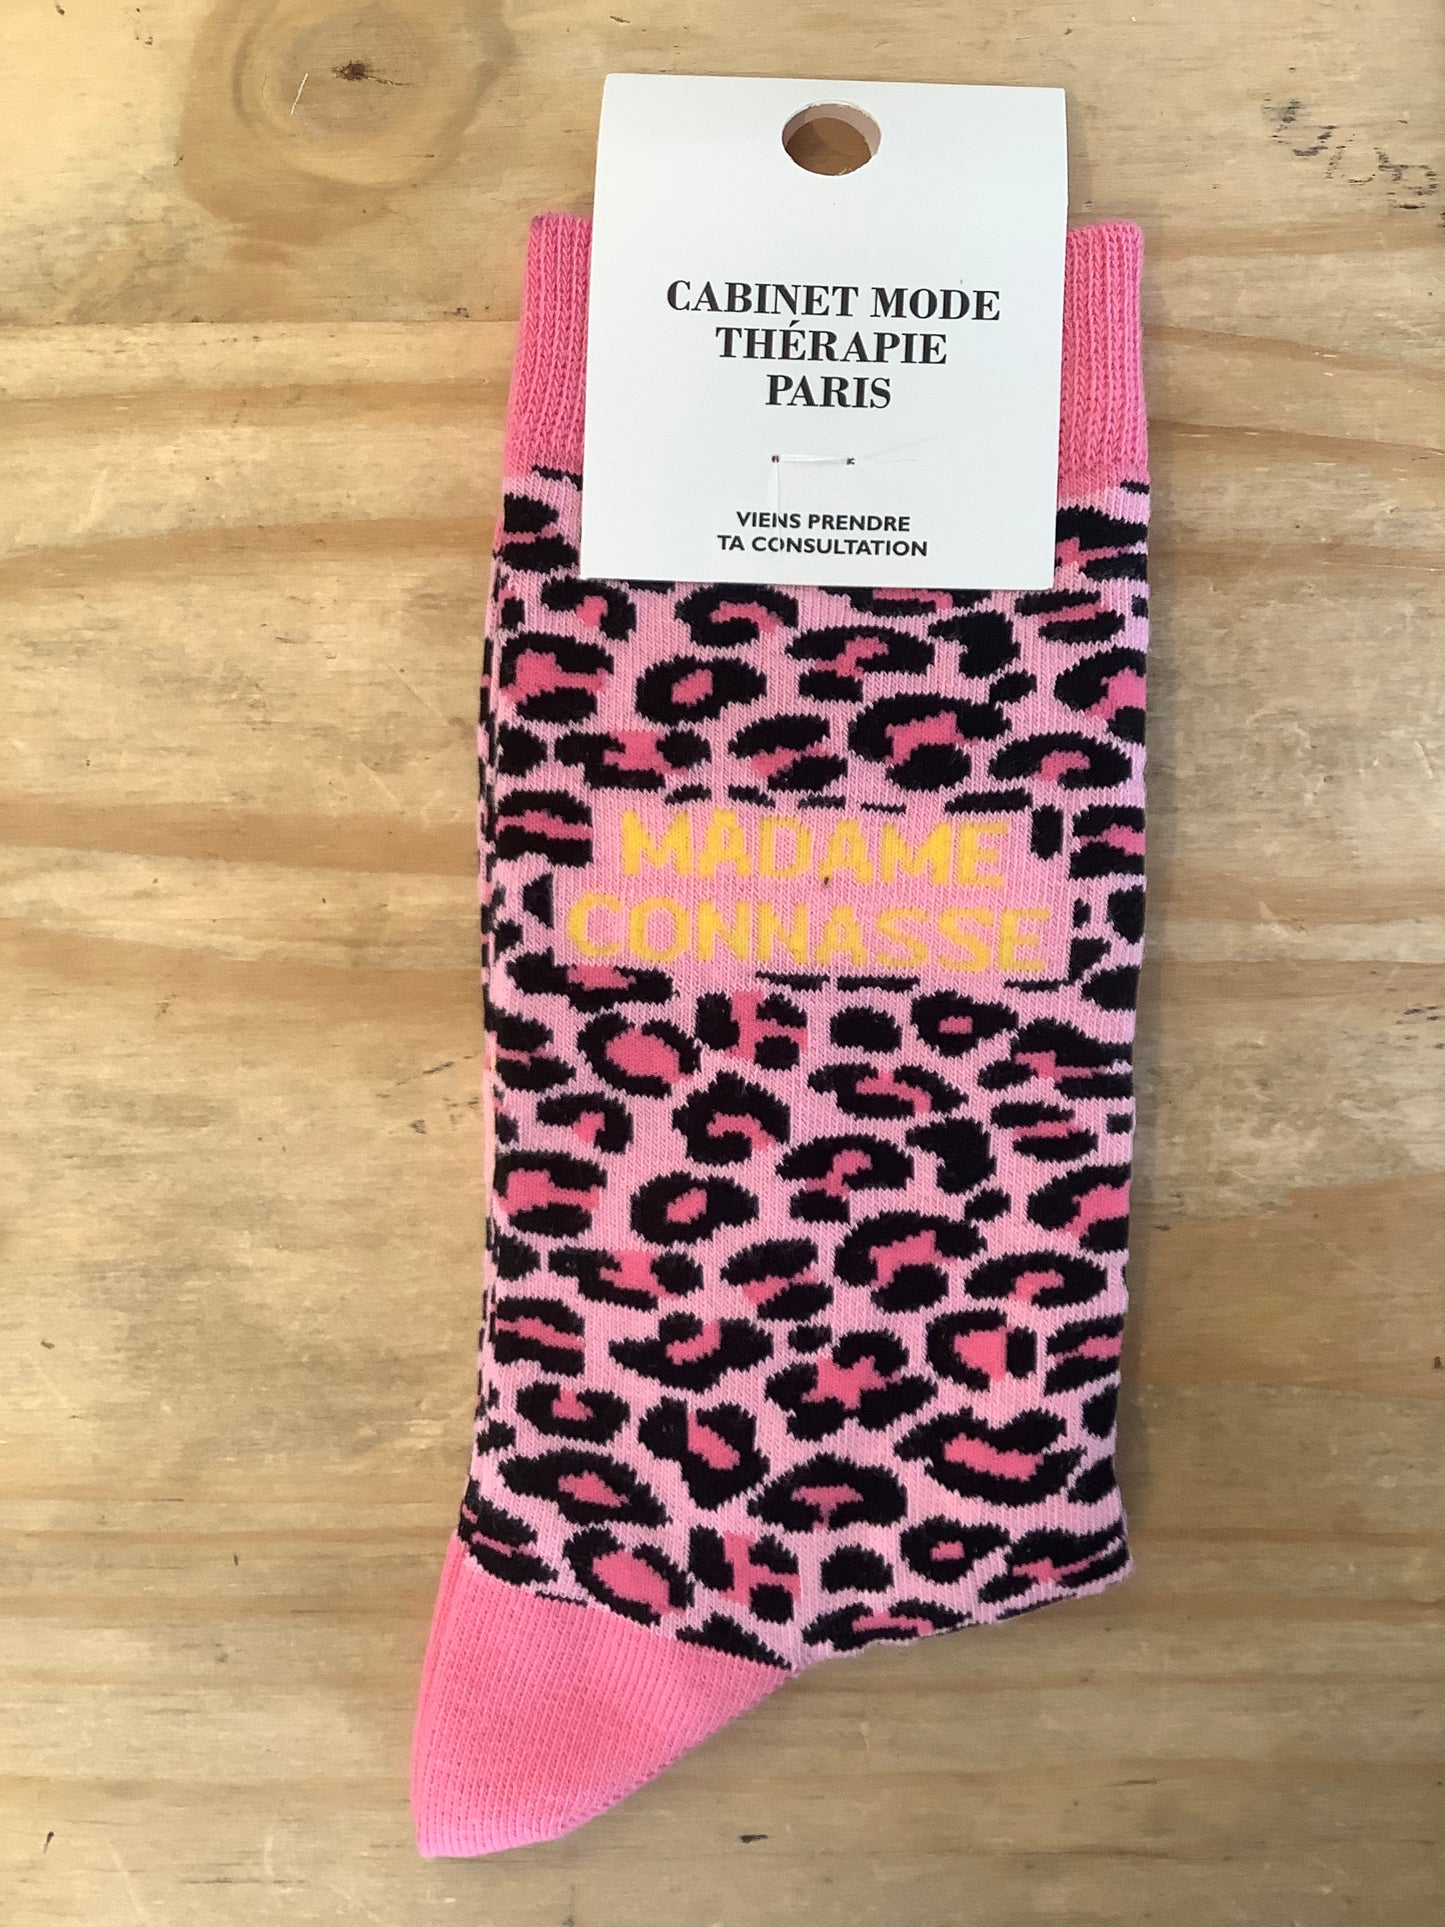 CABINET MODE
THÉRAPIE
PARIS
VIENS PRENDRE
TA CONSULTATION
MADAME
CONNASSE